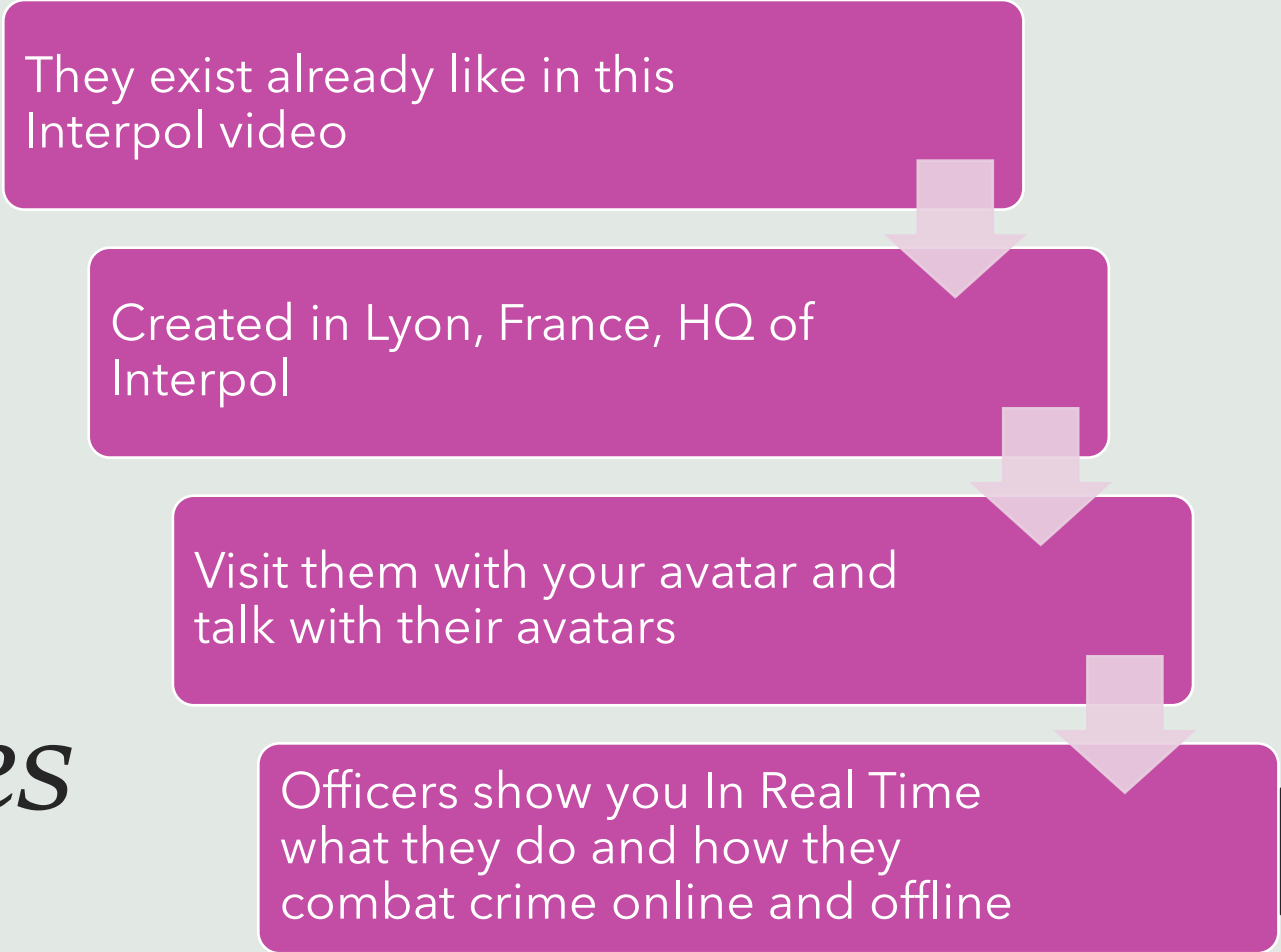 They exist already like in this
Interpol video
Created in Lyon, France, HQ of
Interpol
Visit them with your avatar and
talk with their avatars
es
Officers show you In Real Time
what they do and how they
combat crime online and offline